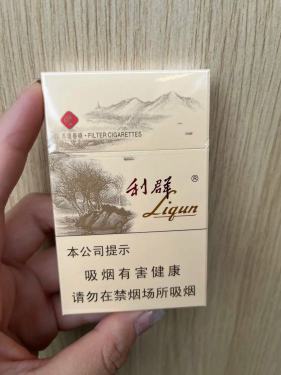 • FILTER CIGARETTES
利群 ®
Liqun
本公司提示
吸烟有害健康
请勿在禁烟场所吸烟